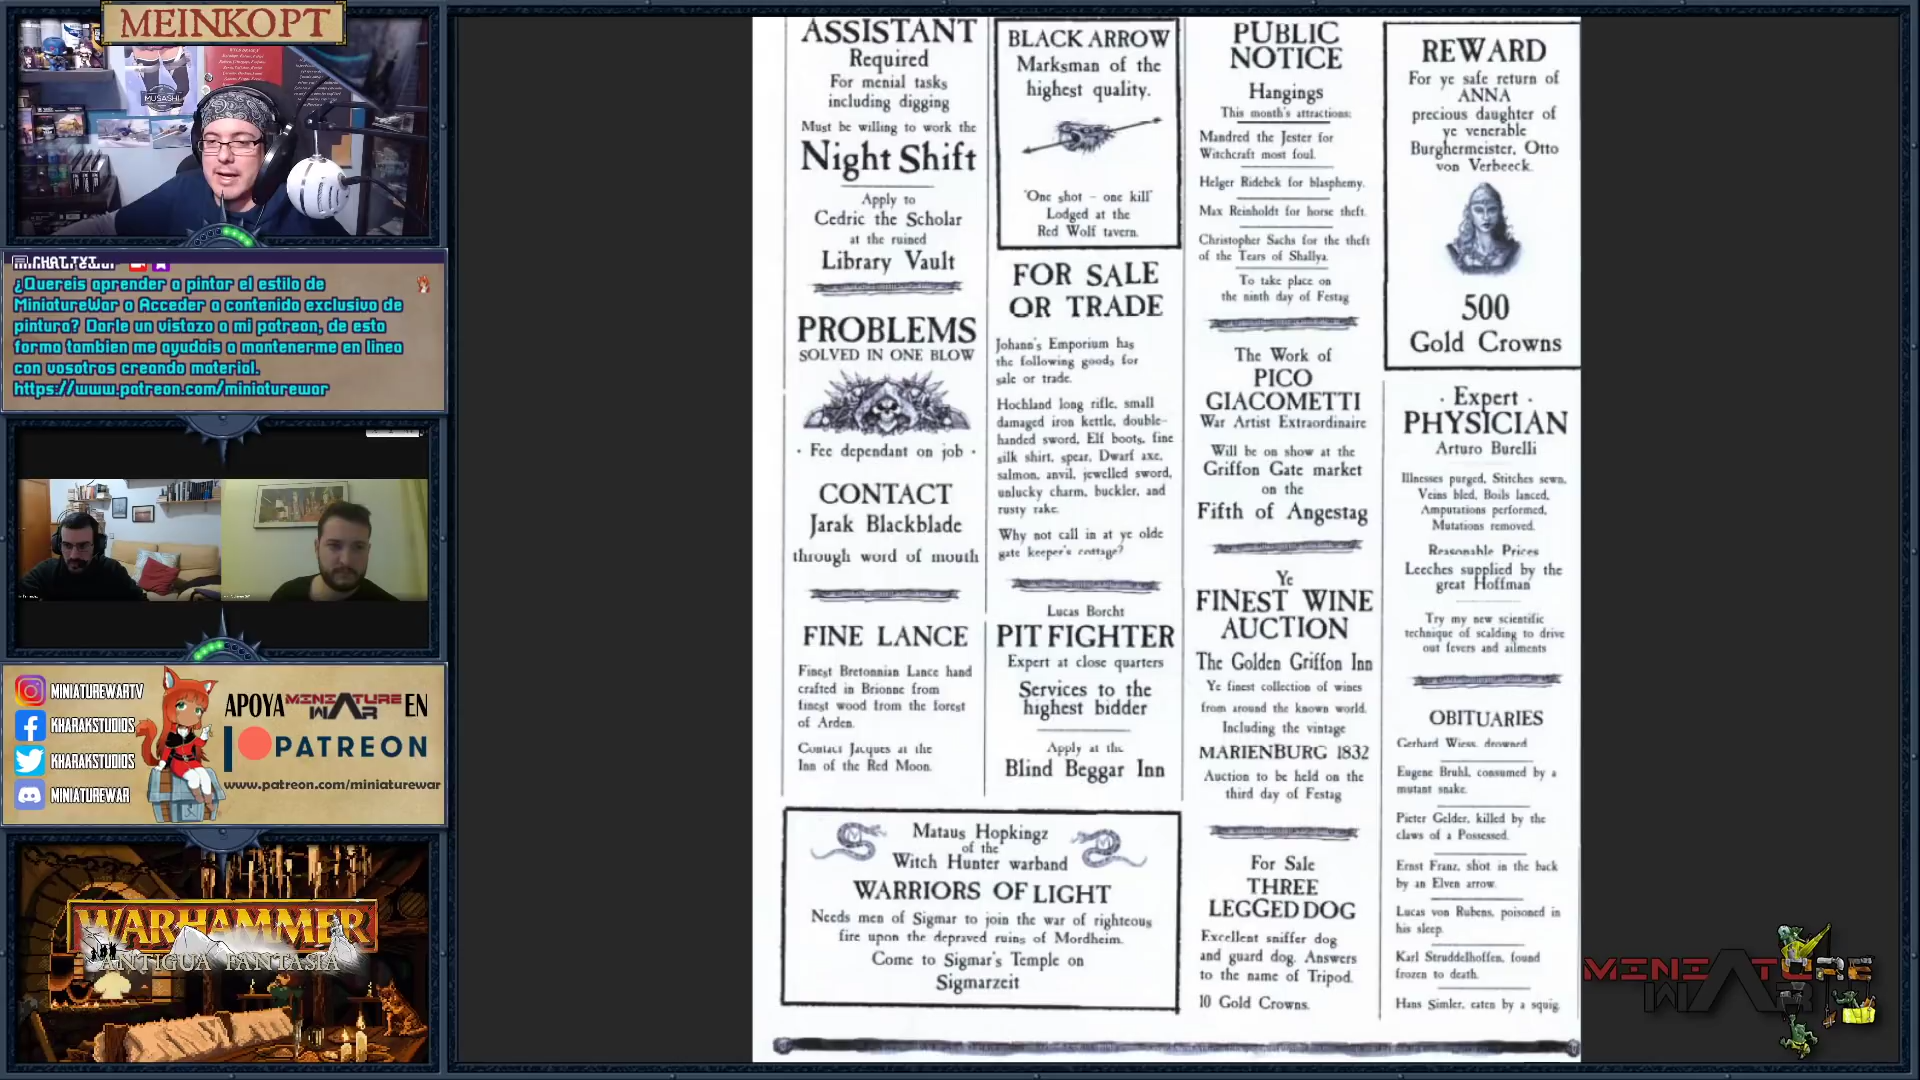 MEINKOPT
MUSASHI
CHAT.TXT
¿Quereis aprender a pintar el estilo de
MiniatureWar o Acceder a contenido exclusivo de
pintura? Darle un vistazo a mi patreon, de esta
forma tambien me ayudais a mantenerme en linea
con vosotros creando material.
https://www.patreon.com/miniaturewar
MINIATUREWARTV
KHARAKSTUDIOS
KHARAKSTUDIOS
MINIATUREWAR
APOYA MINIATURE WAR EN
PATREON
www.patreon.com/miniaturewar
WARHAMMER
ANTIGUA FANTASIA
ASSISTANT
Required
For menial tasks
including digging
Must be willing to work the
Night Shift
Apply to
Cedric the Scholar
at the ruined
Library Vault
PROBLEMS
SOLVED IN ONE BLOW
· Fee dependant on job ·
CONTACT
Jarak Blackblade
through word of mouth
FINE LANCE
Finest Bretonnian Lance hand
crafted in Brionne from
finest wood from the forest
of Arden.
Contact Jacques at the
Inn of the Red Moon.
BLACK ARROW
Marksman of the
highest quality.
"One shot - one kill"
Lodged at the
Red Wolf tavern.
FOR SALE
OR TRADE
Johann's Emporium has
the following goods for
sale or trade.
Hochland long rifle, small
damaged iron kettle, double-
handed sword, Elf boots, fine
silk shirt, spear, Dwarf axe,
salmon, anvil, jewelled sword,
unlucky charm, buckler, and
rusty rake.
Why not call in at ye olde
gate keeper's cottage?
Lucas Borcht
PIT FIGHTER
Expert at close quarters
Services to the
highest bidder
Apply at the
Blind Beggar Inn
Mataus Hopkingz
of the
Witch Hunter warband
WARRIORS OF LIGHT
Needs men of Sigmar to join the war of righteous
fire upon the depraved ruins of Mordheim.
Come to Sigmar's Temple on
Sigmarzeit
PUBLIC
NOTICE
Hangings
This month's attractions:
Mandred the Jester for
Witchcraft most foul.
Helger Ridebek for blasphemy.
Max Reinholdt for horse theft.
Christopher Sachs for the theft
of the Tears of Shallya.
To take place on
the ninth day of Festag
The Work of
PICO
GIACOMETTI
War Artist Extraordinaire
Will be on show at the
Griffon Gate market
on the
Fifth of Angestag
Ye
FINEST WINE
AUCTION
The Golden Griffon Inn
Ye finest collection of wines
from around the known world.
Including the vintage
MARIENBURG 1832
Auction to be held on the
third day of Festag
For Sale
THREE
LEGGED DOG
Excellent sniffer dog
and guard dog. Answers
to the name of Tripod.
10 Gold Crowns.
REWARD
For ye safe return of
ANNA
precious daughter of
ye venerable
Burghermeister, Otto
von Verbeeck.
500
Gold Crowns
· Expert ·
PHYSICIAN
Arturo Burelli
Illnesses purged, Stitches sewn,
Veins bled, Boils lanced,
Amputations performed,
Mutations removed.
Reasonable Prices
Leeches supplied by the
great Hoffman
Try my new scientific
technique of scalding to drive
out fevers and ailments
OBITUARIES
Gerhard Wiess, drowned
Eugene Bruhl, consumed by a
mutant snake.
Pieter Gelder, killed by the
claws of a Possessed.
Ernst Franz, shot in the back
by an Elven arrow.
Lucas von Rubens, poisoned in
his sleep.
Karl Struddelhoffen, found
frozen to death.
Hans Simler, eaten by a squig.
MINIATURE
WAR